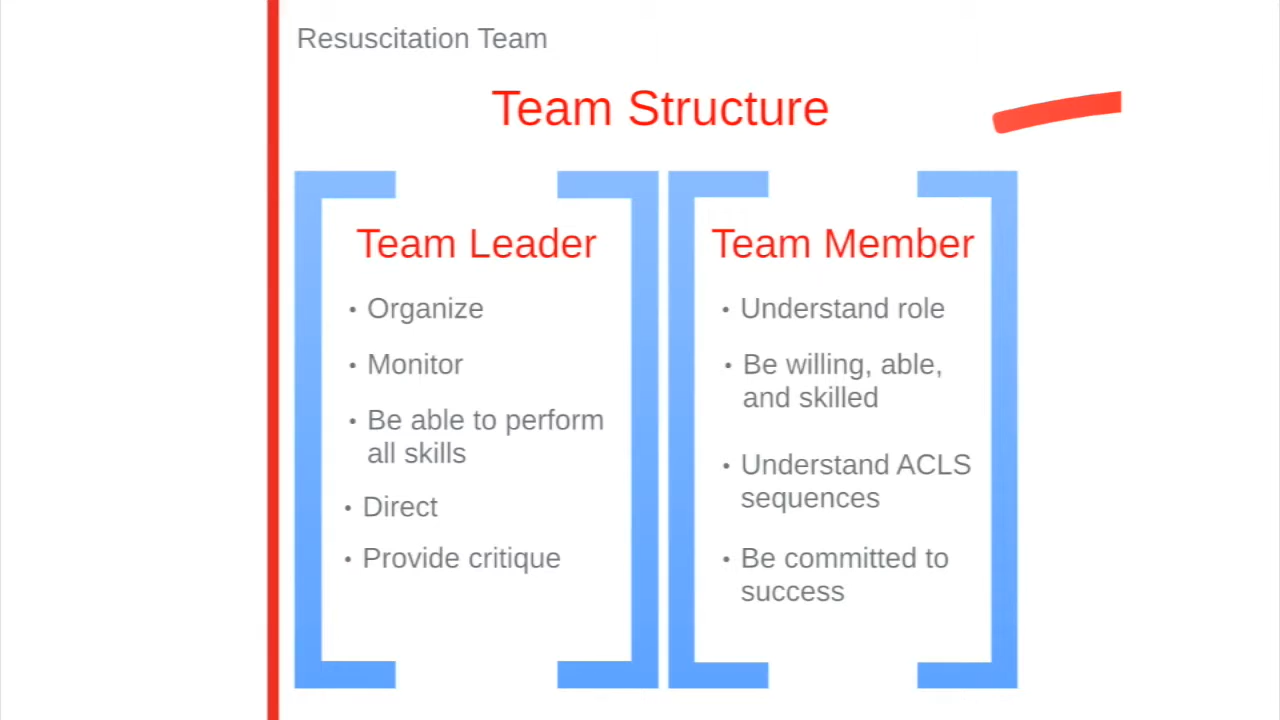 Resuscitation Team
Team Structure
Team Leader
• Organize
• Monitor
• Be able to perform
all skills
• Direct
• Provide critique
Team Member
• Understand role
• Be willing, able,
and skilled
• Understand ACLS
sequences
• Be committed to
success